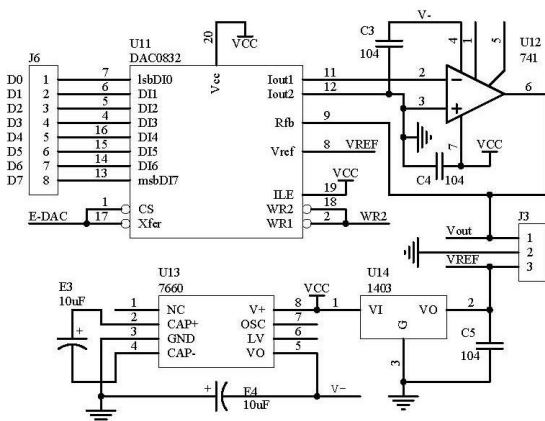 V-
C3
104
4
1
5
U12
741
J6
U11
DAC0832
20
VCC
Vcc
D0 1 7 lsbDI0 Iout1 11 2 6
D1 2 6 DI1 Iout2 12 3
D2 3 5 DI2
D3 4 4 DI3 Rfb 9
D4 5 16 DI4
D5 6 15 DI5 Vref 8 VREF
D6 7 14 DI6
D7 8 13 msbDI7
7
VCC
C4
104
VCC
ILE 19
E-DAC 1 CS WR2 18
17 Xfer WR1 2 WR2
Vout
VREF
J3
1
2
3
E3
10uF
U13
7660
VCC
U14
1403
1 NC V+ 8 1 VI VO 2
2 CAP+ OSC 7
3 GND LV 6
4 CAP- VO 5
G
3
C5
104
E4
10uF
V-
+
+
-
+